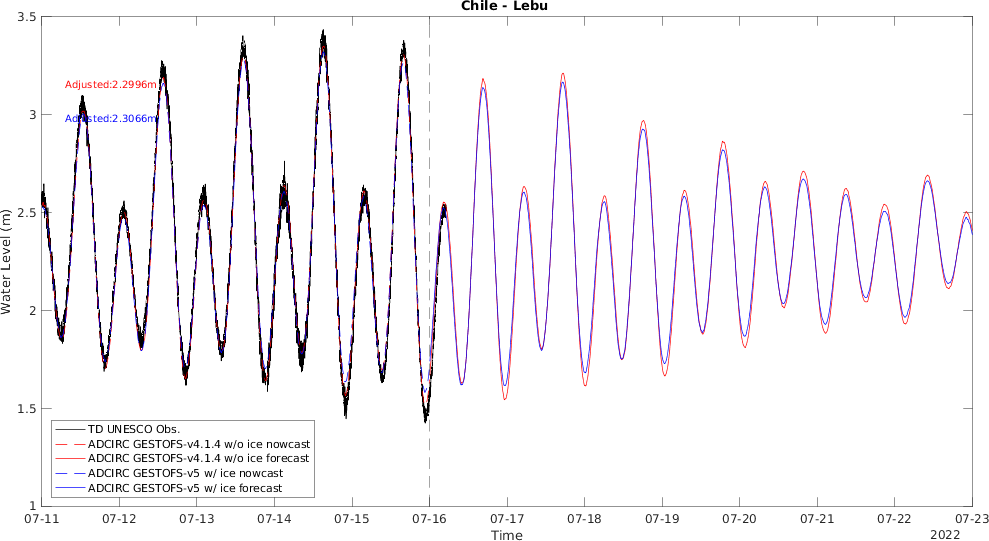 Chile - Lebu
3.5
3
2.5
2
1.5
1
Water Level (m)
Adjusted:2.2996m
Adjusted:2.3066m
TD UNESCO Obs.
ADCIRC GESTOFS-v4.1.4 w/o ice nowcast
ADCIRC GESTOFS-v4.1.4 w/o ice forecast
ADCIRC GESTOFS-v5 w/ ice nowcast
ADCIRC GESTOFS-v5 w/ ice forecast
07-11 07-12 07-13 07-14 07-15 07-16 07-17 07-18 07-19 07-20 07-21 07-22 07-23
Time
2022